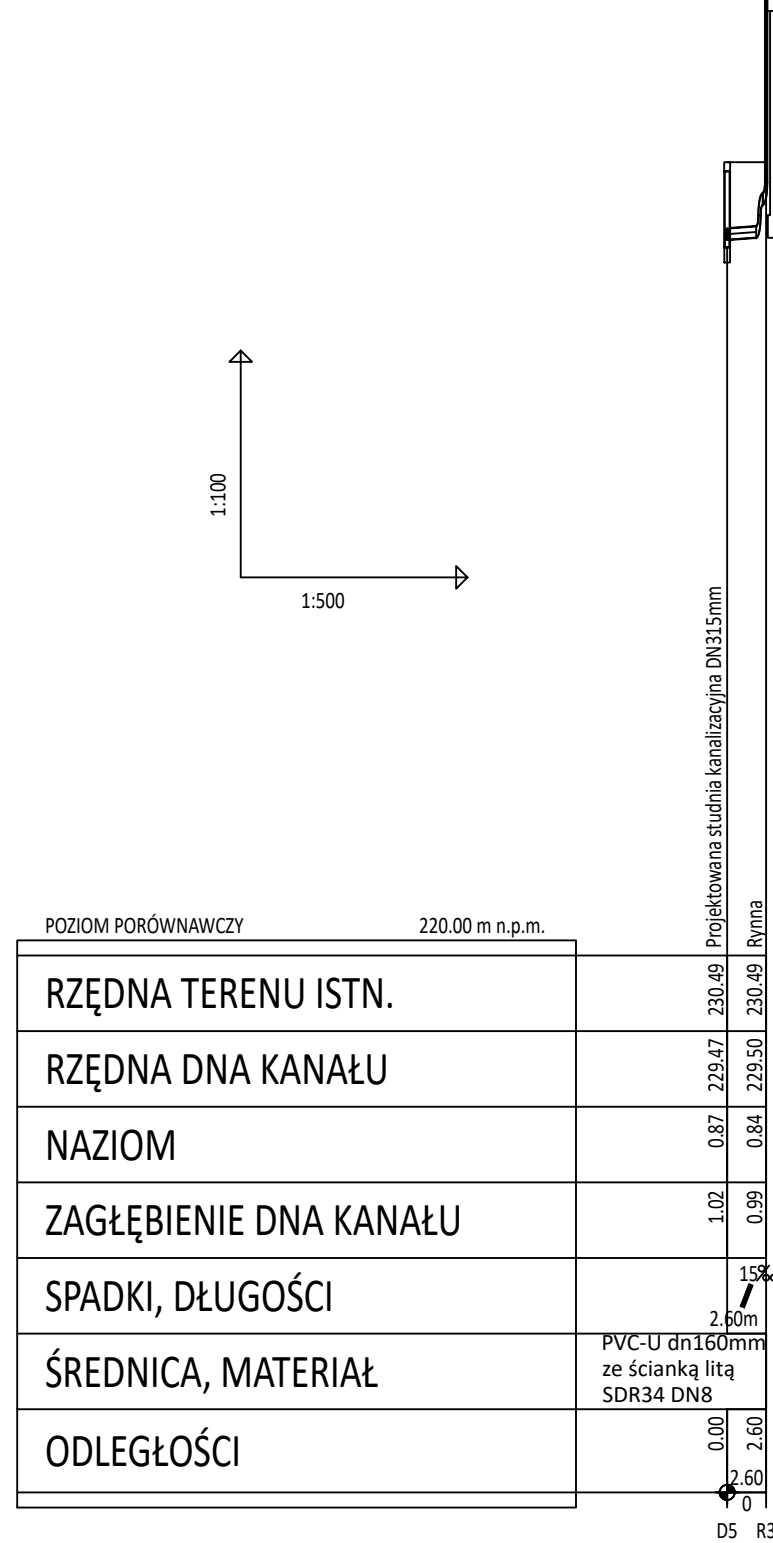 1:100
1:500
Projektowana studnia kanalizacyjna DN315mm
Rynna
POZIOM PORÓWNAWCZY 220.00 m n.p.m.
RZĘDNA TERENU ISTN. 230.49 230.49
RZĘDNA DNA KANAŁU 229.47 229.50
NAZIOM 0.87 0.84
ZAGŁĘBIENIE DNA KANAŁU 1.02 0.99
SPADKI, DŁUGOŚCI 15‰
2.60m
ŚREDNICA, MATERIAŁ
PVC-U dn160mm
ze ścianką litą
SDR34 DN8
ODLEGŁOŚCI 0.00 2.60
2.60
0
D5 R3